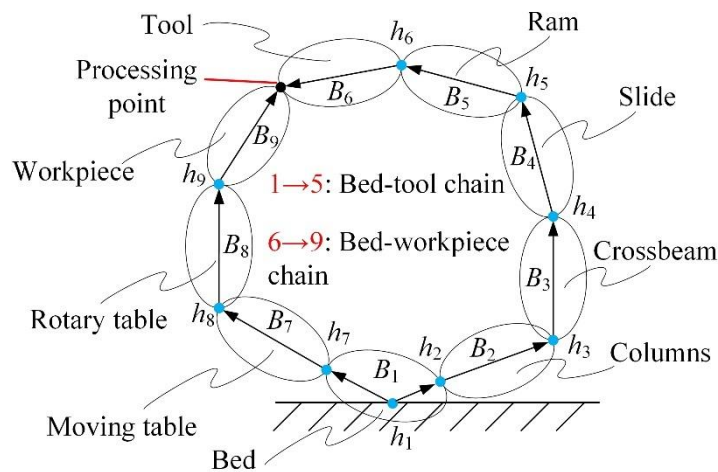 Tool
h6
Ram
Processing
point
h5
B6
B5
Slide
B9
B4
Workpiece
h9
1→5: Bed-tool chain
h4
6→9: Bed-workpiece
chain
B8
Crossbeam
B3
Rotary table
h8
B7
h7
h2
B2
h3
B1
Columns
Moving table
h1
Bed